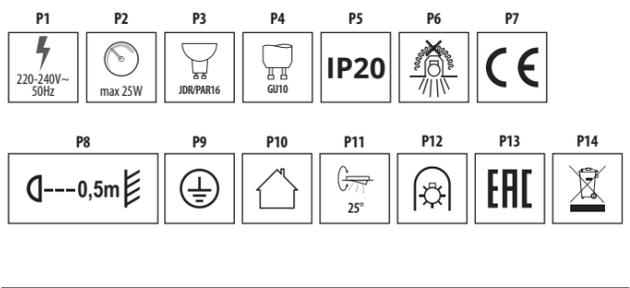 P1 P2 P3 P4 P5 P6 P7
220-240V~
50Hz
max 25W
JDR/PAR16
GU10
IP20
CE
P8 P9 P10 P11 P12 P13 P14
0,5m
25°
EAC